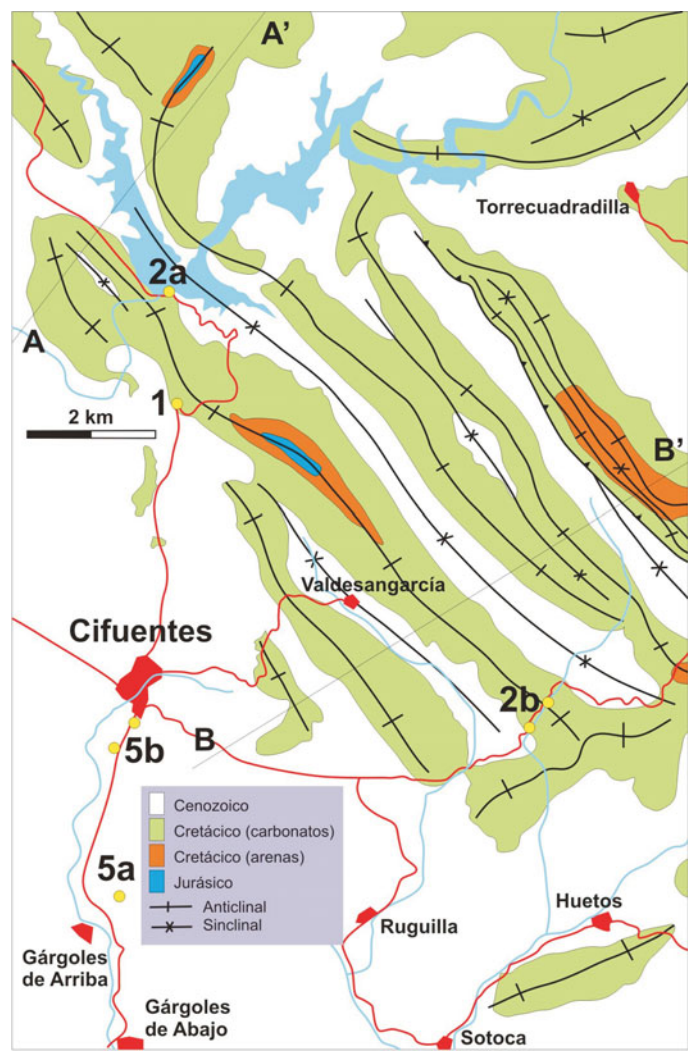 A'
Torrecuadradilla
2a
A
1
2 km
B'
Valdesangarcía
Cifuentes
2b
B
5b
Cenozoico
Cretácico (carbonatos)
Cretácico (arenas)
Jurásico
Anticlinal
Sinclinal
5a
Huetos
Ruguilla
Gárgoles
de Arriba
Gárgoles
de Abajo
Sotoca